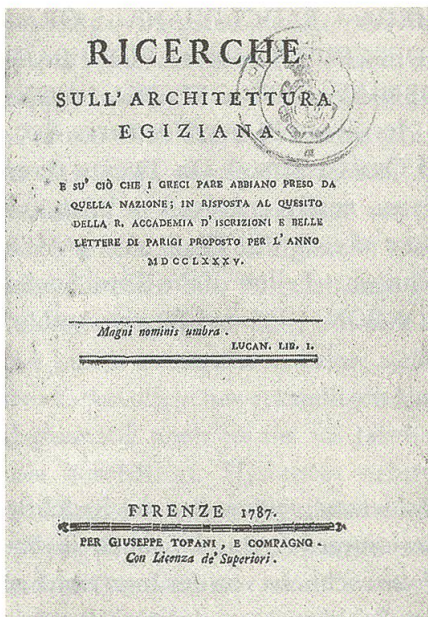 RICERCHE
SULL' ARCHITETTURA
EGIZIANA
E SU' CIÒ CHE I GRECI PARE ABBIANO PRESO DA
QUELLA NAZIONE; IN RISPOSTA AL QUESITO
DELLA R. ACCADEMIA D' ISCRIZIONI E BELLE
LETTERE DI PARIGI PROPOSTO PER L' ANNO
MDCCLXXXV.
Magni nominis umbra.
LUCAN. LIB. I.
FIRENZE 1787.
PER GIUSEPPE TOFANI, E COMPAGNO.
Con Licenza de' Superiori.